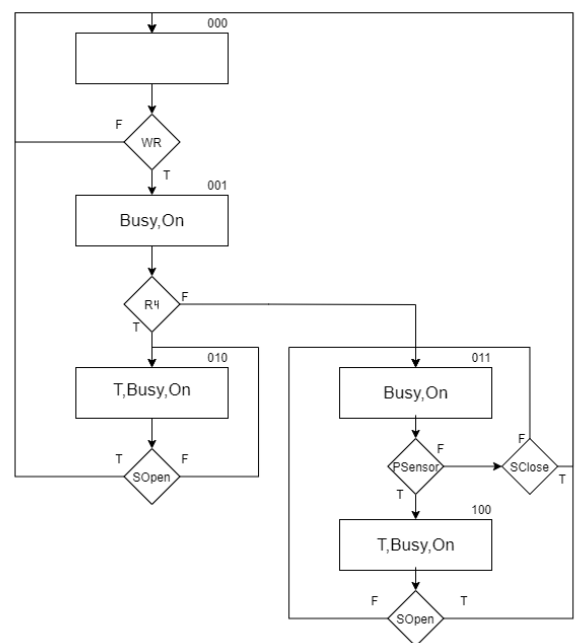 000
F
WR
T
001
Busy,On
R4
F
T
010
T,Busy,On
T
SOpen
F
011
Busy,On
F
PSensor
T
F
SClose
T
100
T,Busy,On
F
SOpen
T